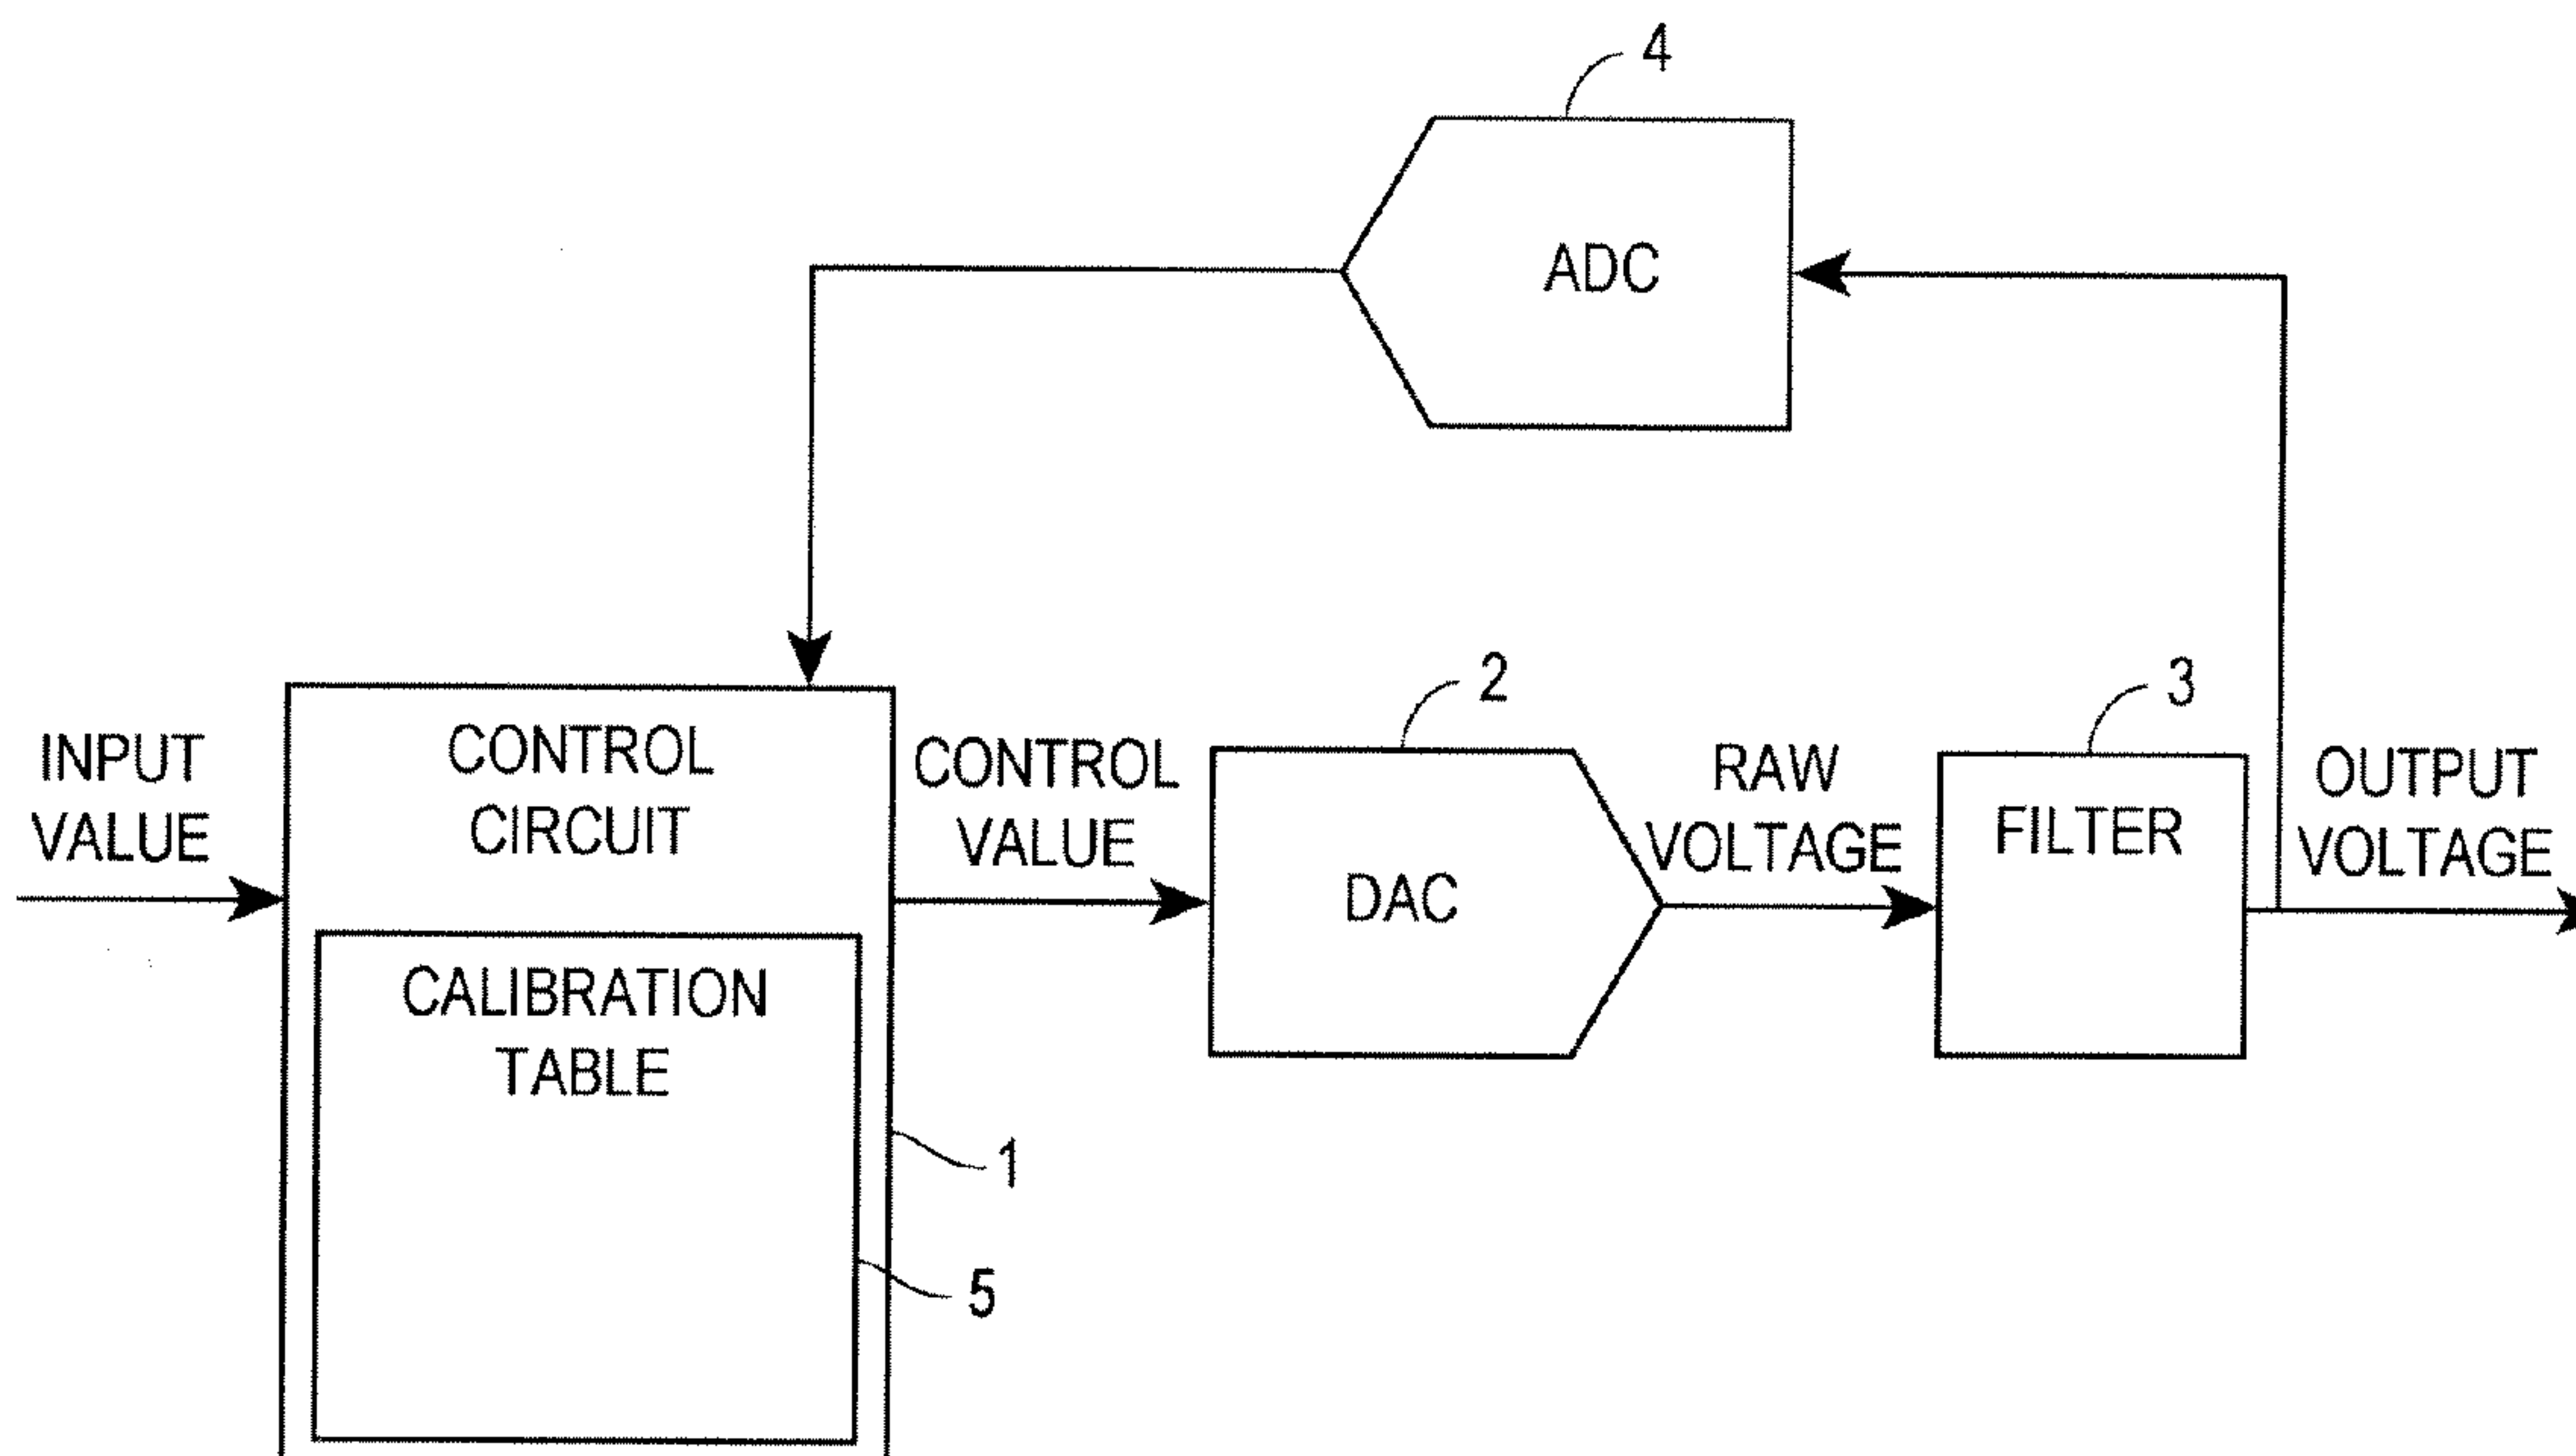 4
ADC
2
3
INPUT
VALUE
CONTROL
CIRCUIT
CONTROL
VALUE
DAC
RAW
VOLTAGE
FILTER
OUTPUT
VOLTAGE
CALIBRATION
TABLE
1
5